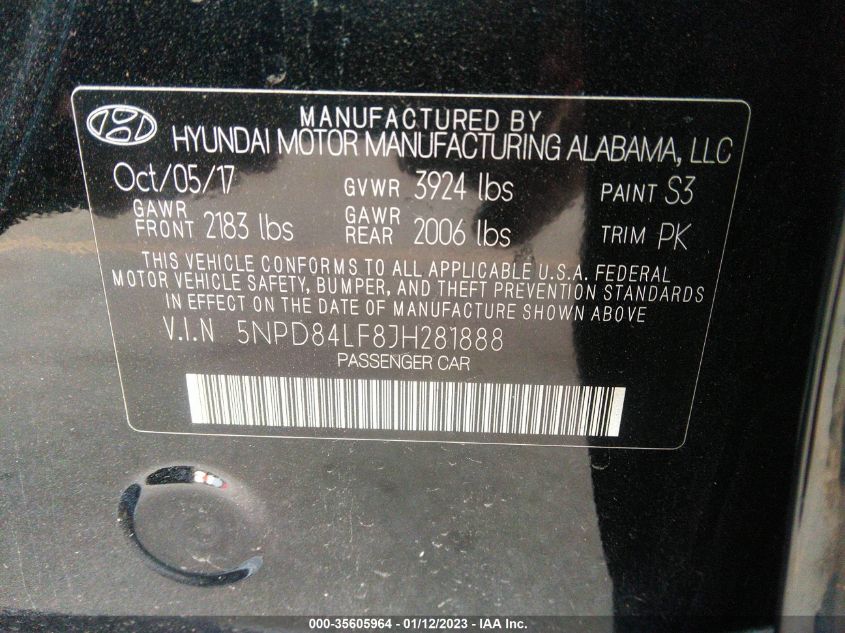 MANUFACTURED BY
HYUNDAI MOTOR MANUFACTURING ALABAMA, LLC
Oct/05/17 GVWR 3924 lbs PAINT S3
GAWR FRONT 2183 lbs GAWR REAR 2006 lbs TRIM PK
THIS VEHICLE CONFORMS TO ALL APPLICABLE U.S.A. FEDERAL
MOTOR VEHICLE SAFETY, BUMPER, AND THEFT PREVENTION STANDARDS
IN EFFECT ON THE DATE OF MANUFACTURE SHOWN ABOVE
V.I.N 5NPD84LF8JH281888
PASSENGER CAR
000-35605964 - 01/12/2023 - IAA Inc.